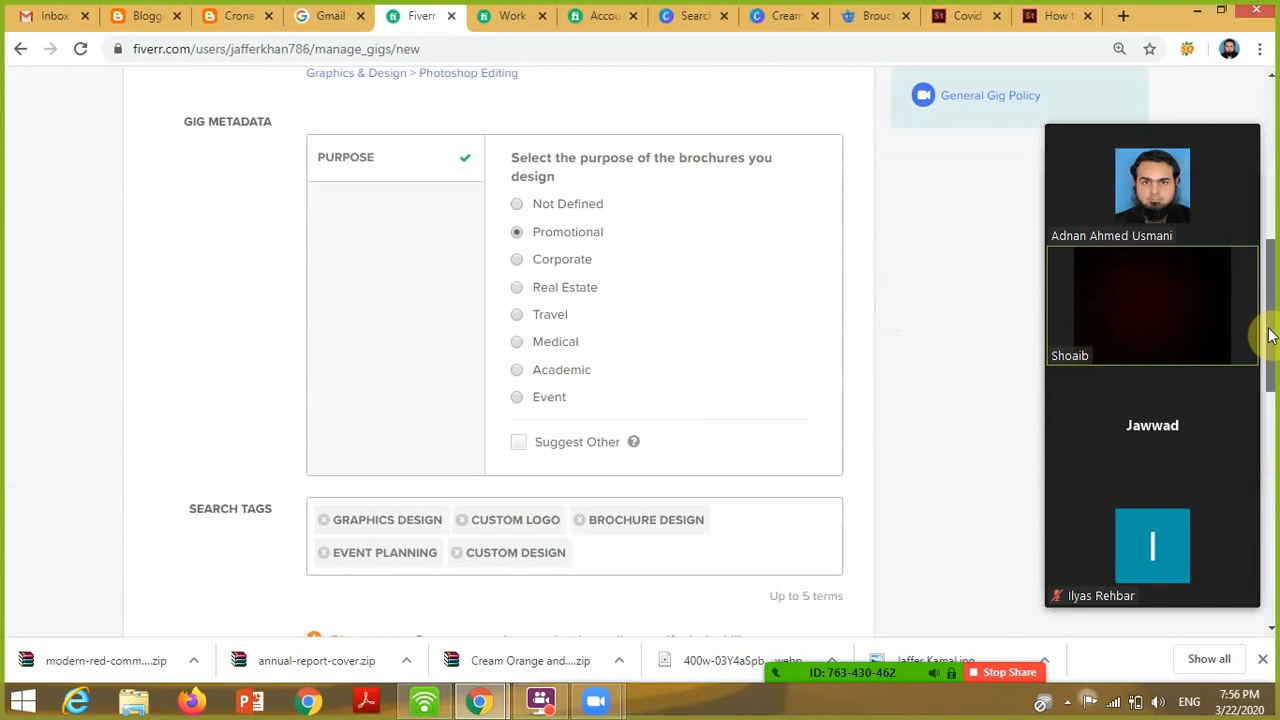 Inbox
Blogg
Crona
Gmail
Fiverr
Work
Accou
Search
Cream
Brouc
Covid
How t
fiverr.com/users/jafferkhan786/manage_gigs/new
Graphics & Design > Photoshop Editing
General Gig Policy
GIG METADATA
PURPOSE
Select the purpose of the brochures you
design
Not Defined
Promotional
Corporate
Real Estate
Travel
Medical
Academic
Event
Suggest Other
SEARCH TAGS
GRAPHICS DESIGN
CUSTOM LOGO
BROCHURE DESIGN
EVENT PLANNING
CUSTOM DESIGN
Up to 5 terms
Adnan Ahmed Usmani
Shoaib
Jawwad
I
Ilyas Rehbar
modern-red-comm....zip
annual-report-cover.zip
Cream Orange and....zip
400w-03Y4aSpb
Show all
ID: 763-430-462
Stop Share
ENG
7:56 PM
3/22/2020